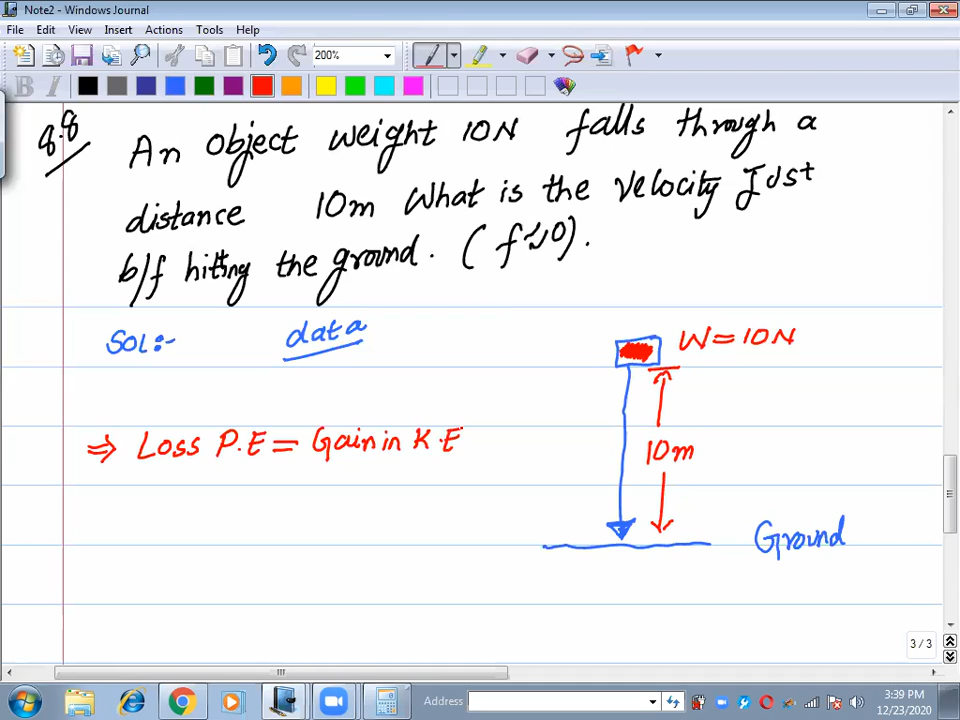 Note2 - Windows Journal
File Edit View Insert Actions Tools Help
200%
B I
8.8 An object weight 10N falls through a
distance 10m What is the velocity Just
b/f hitting the ground. (f≈0).
SOL:- data
W=10N
⇒ Loss P.E = Gain in K.E
10m
Ground
3/3
Address
3:39 PM
12/23/2020